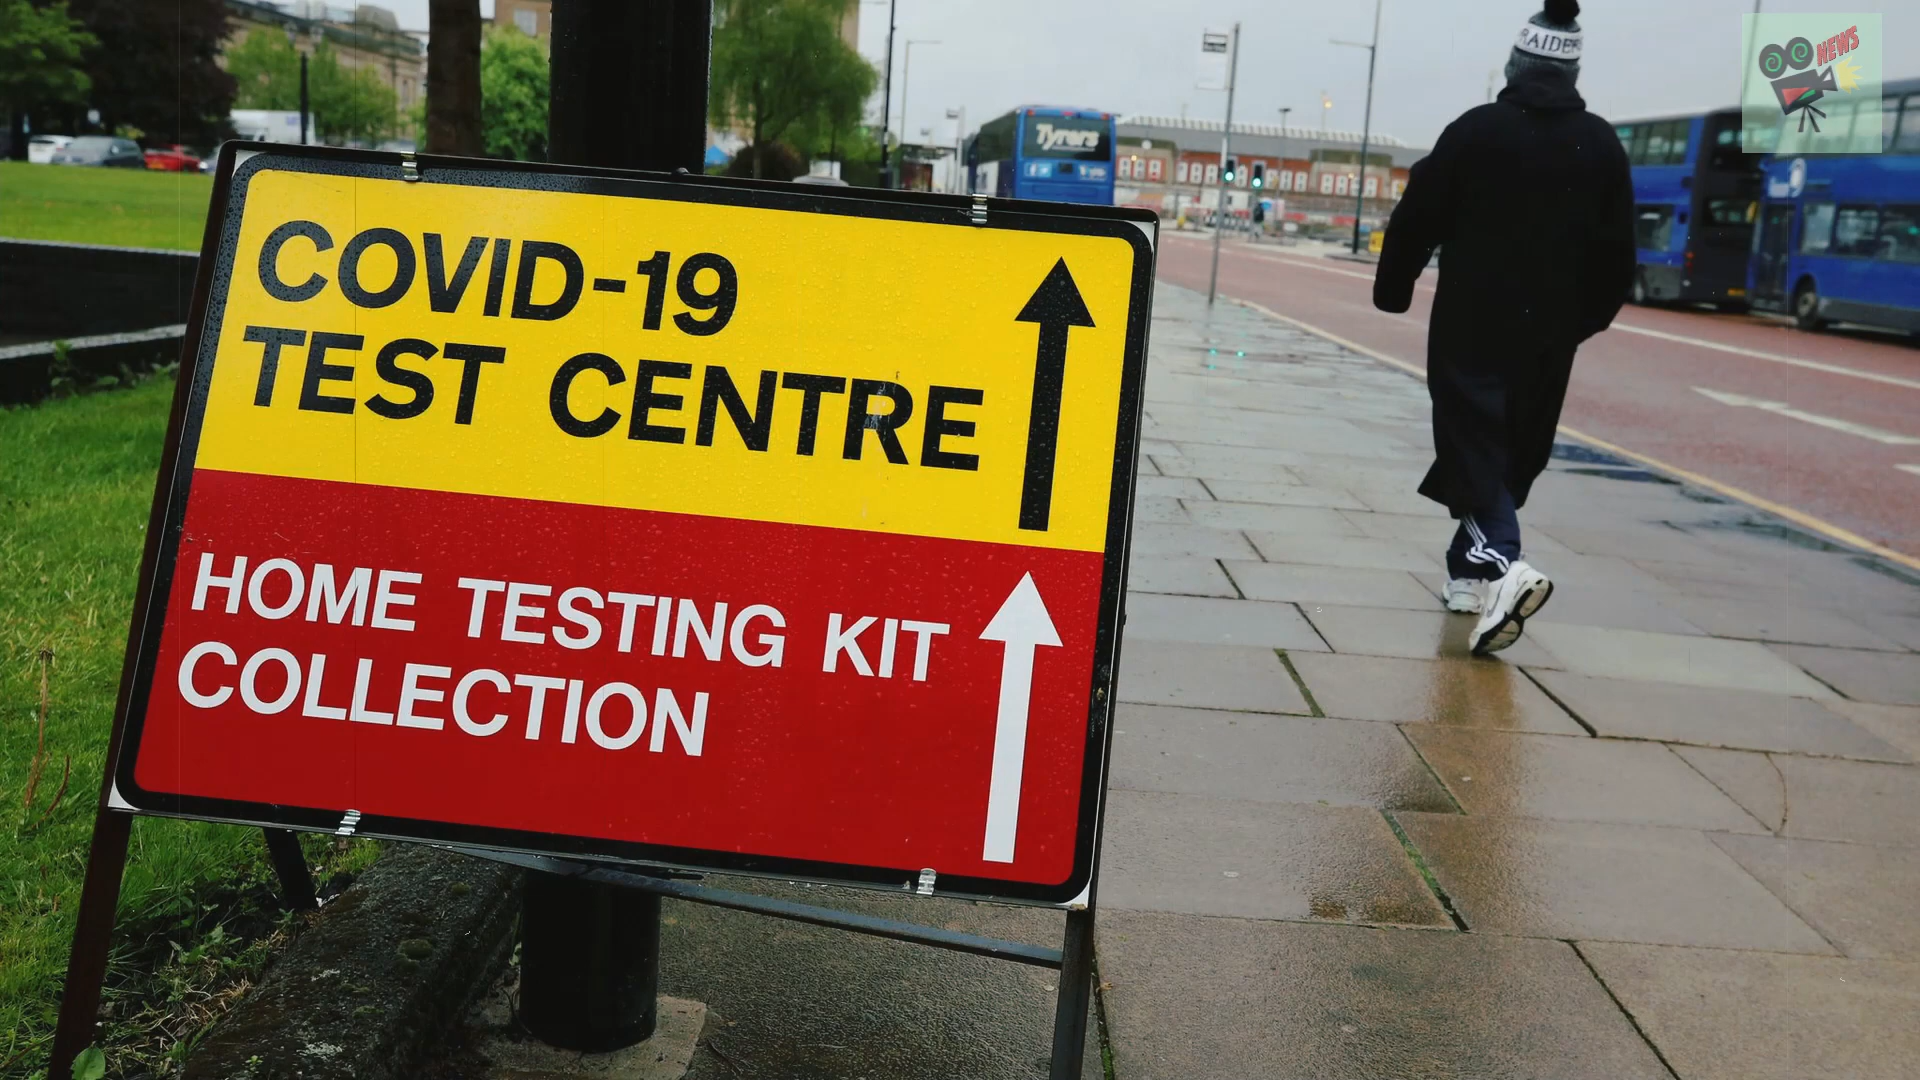 COVID-19
TEST CENTRE
HOME TESTING KIT
COLLECTION
Tyrers
RAIDERS
NEWS